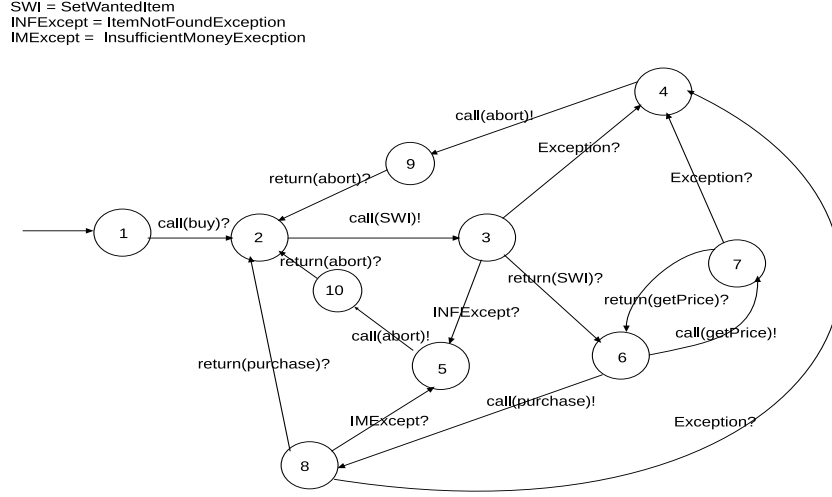 SWI = SetWantedItem
INFExcept = ItemNotFoundException
IMExcept = InsufficientMoneyExecption
4
call(abort)!
Exception?
9
return(abort)?
Exception?
call(buy)?
call(SWI)!
1
2
3
return(abort)?
7
return(SWI)?
10
return(getPrice)?
INFExcept?
call(abort)!
call(getPrice)!
6
return(purchase)?
5
call(purchase)!
IMExcept?
Exception?
8